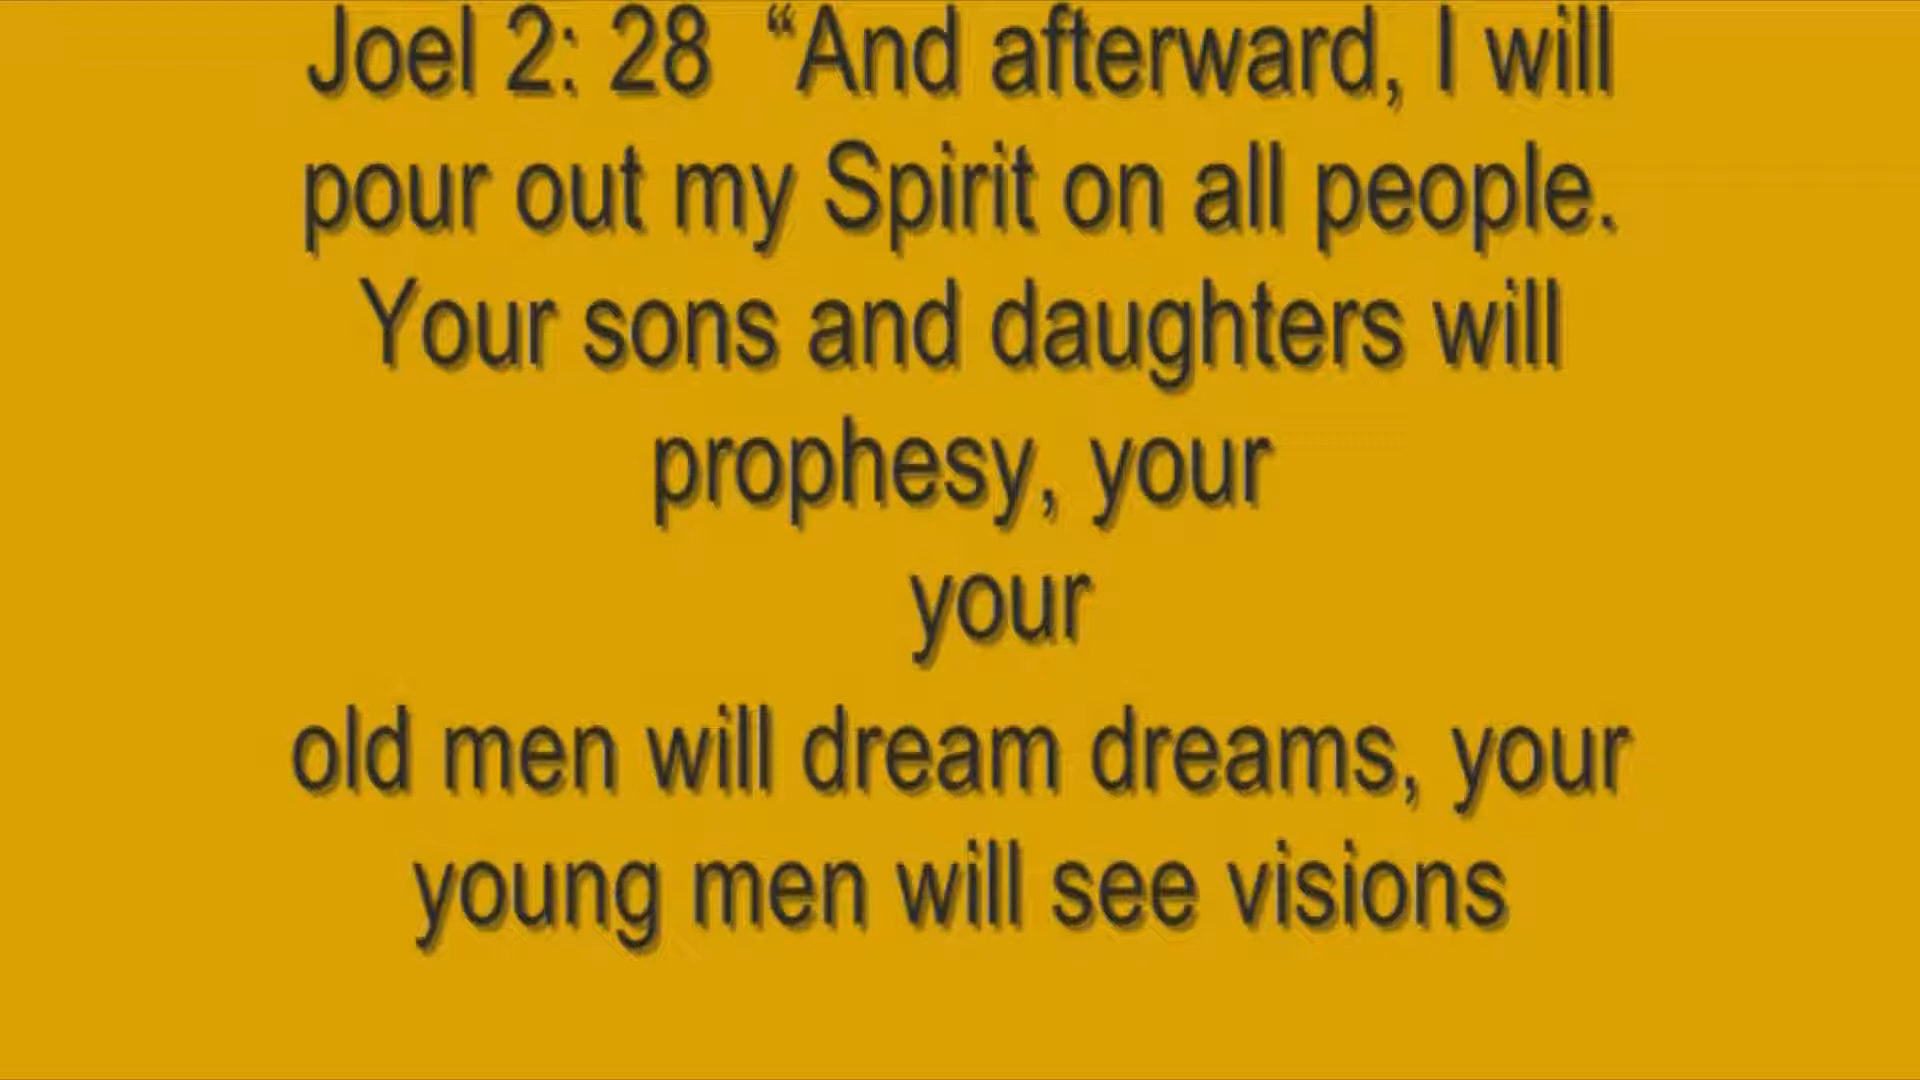 Joel 2: 28  “And afterward, I will
pour out my Spirit on all people.
Your sons and daughters will
prophesy, your
your
old men will dream dreams, your
young men will see visions